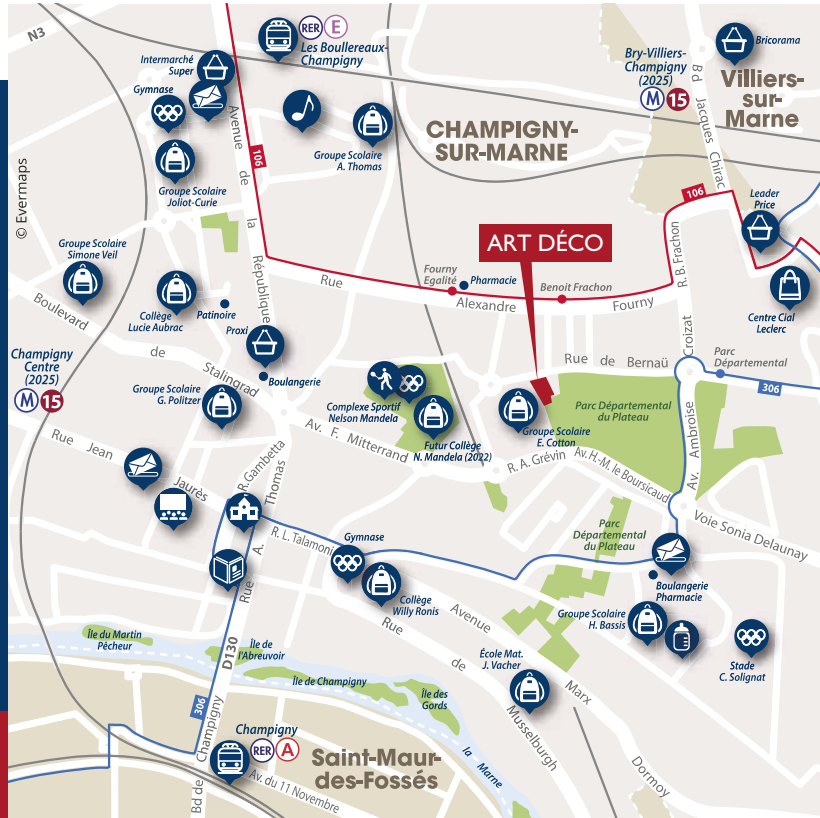 N3
RER E
Les Boullereaux-
Champigny
Intermarché
Super
Gymnase
Avenue de la République
106
Groupe Scolaire
A. Thomas
Groupe Scolaire
Joliot-Curie
© Evermaps
CHAMPIGNY-
SUR-MARNE
Bry-Villiers-
Champigny
(2025)
M 15
Bd Jacques Chirac
Bricorama
Villiers-
sur-
Marne
106
Leader
Price
Centre Cial
Leclerc
R. B. Frachon
ART DÉCO
Groupe Scolaire
Simone Veil
Boulevard de Stalingrad
Collège
Lucie Aubrac
Patinoire
Proxi
Boulangerie
Rue Alexandre Fourny
Fourny
Egalité
Pharmacie
Benoit Frachon
Rue de Bernaü
Croizat
Av. Ambroise
Parc
Départemental
306
Champigny
Centre
(2025)
M 15
Groupe Scolaire
G. Politzer
Complexe Sportif
Nelson Mandela
Futur Collège
N. Mandela (2022)
Groupe Scolaire
E. Cotton
Parc Départemental
du Plateau
Av. F. Mitterrand
R. A. Grévin
Av. H.-M. le Boursicaud
Rue Jean Jaurès
R. Gambetta
Rue A. Thomas
R. L. Talamoni
Gymnase
Collège
Willy Ronis
Parc
Départemental
du Plateau
Voie Sonia Delaunay
Boulangerie
Pharmacie
Groupe Scolaire
H. Bassis
Stade
C. Solignat
Avenue Marx Dormoy
Rue de Musselburgh
École Mat.
J. Vacher
Île du Martin
Pêcheur
Île de
l'Abreuvoir
Île de Champigny
Île des
Gords
la Marne
D130
306
Bd de Champigny
Champigny
RER A
Av. du 11 Novembre
Saint-Maur-
des-Fossés